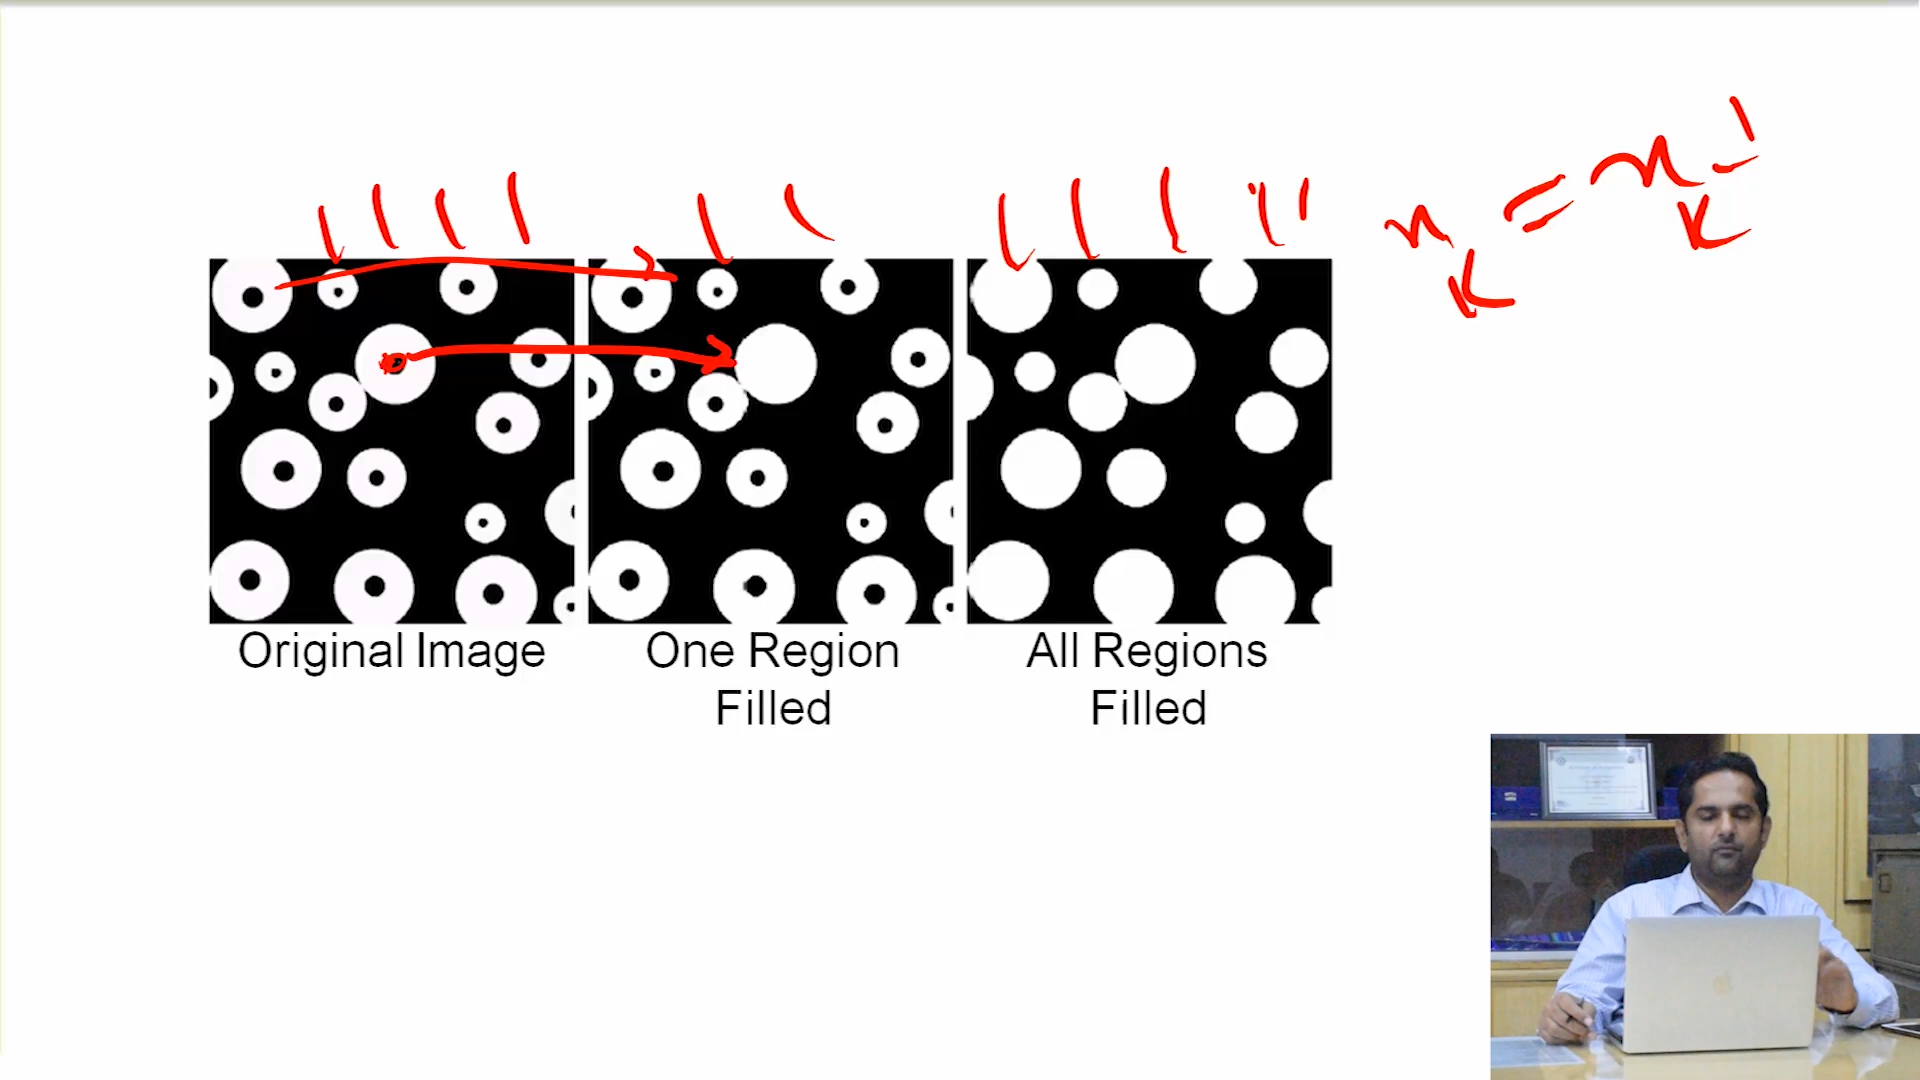 x = x - 1
K K
Original Image
One Region
Filled
All Regions
Filled